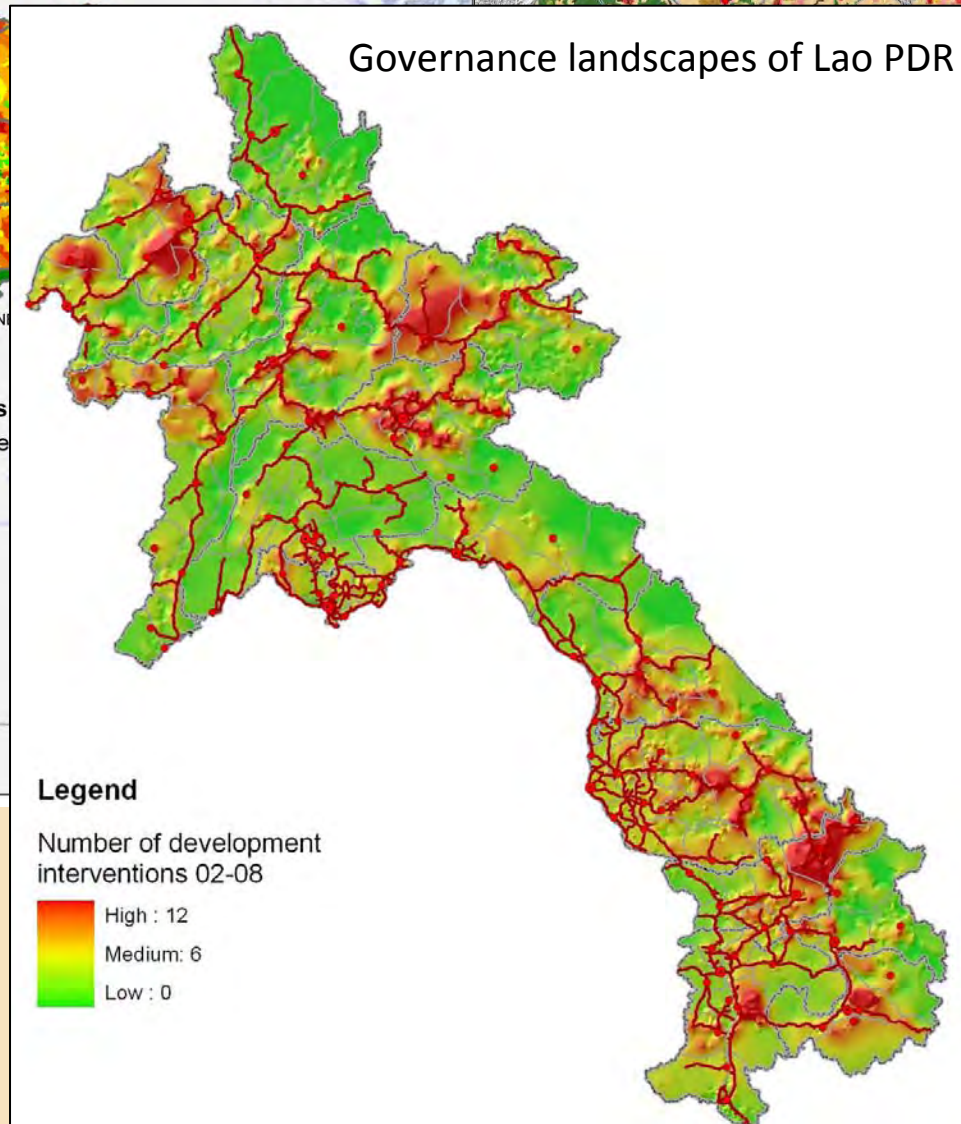 Governance landscapes of Lao PDR
Legend
Number of development
interventions 02-08
High : 12
Medium: 6
Low : 0